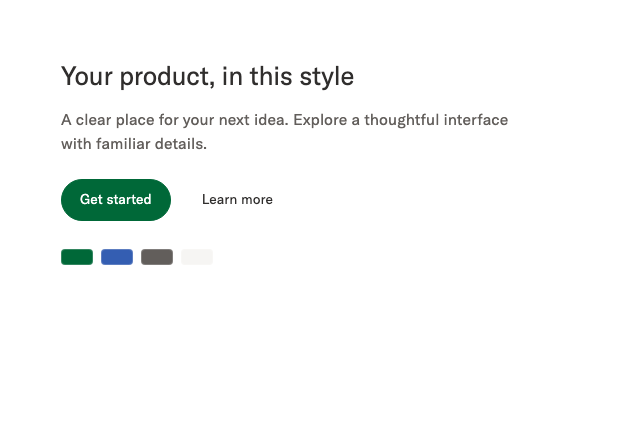 Your product, in this style
A clear place for your next idea. Explore a thoughtful interface
with familiar details.
Get started
Learn more